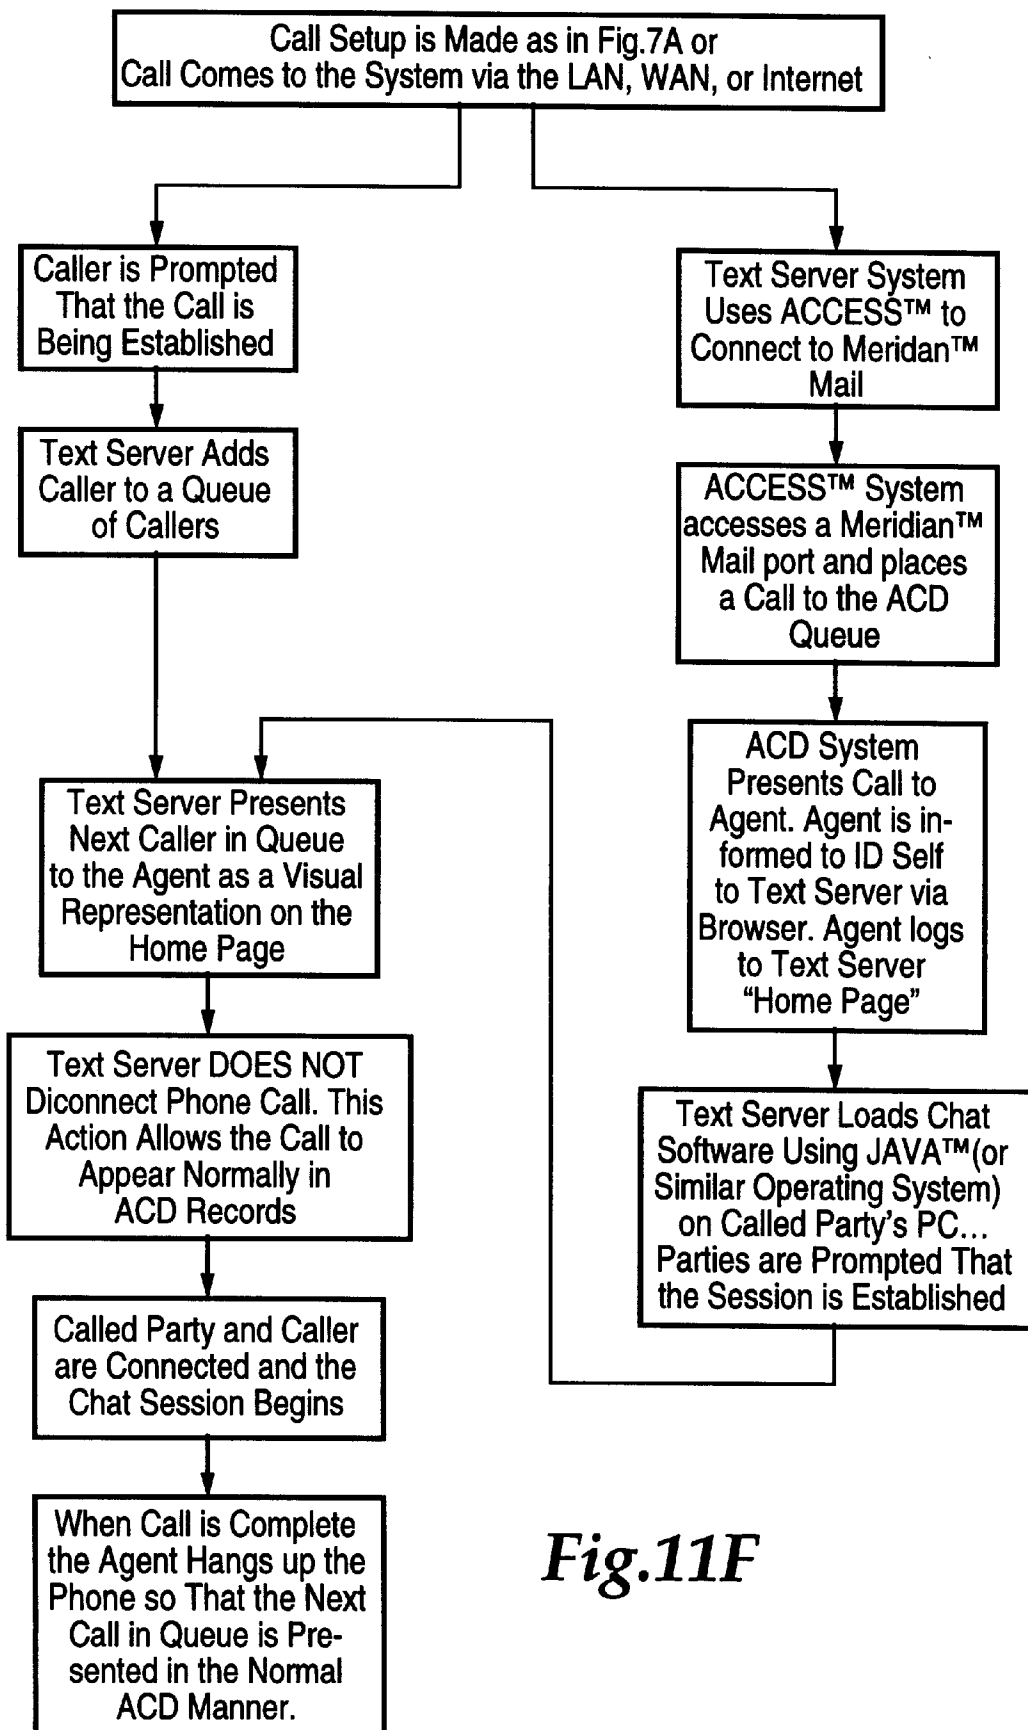 Call Setup is Made as in Fig.7A or
Call Comes to the System via the LAN, WAN, or Internet
Caller is Prompted
That the Call is
Being Established
Text Server Adds
Caller to a Queue
of Callers
Text Server System
Uses ACCESS™ to
Connect to Meridan™
Mail
ACCESS™ System
accesses a Meridian™
Mail port and places
a Call to the ACD
Queue
ACD System
Presents Call to
Agent. Agent is in-
formed to ID Self
to Text Server via
Browser. Agent logs
to Text Server
“Home Page”
Text Server Loads Chat
Software Using JAVA™(or
Similar Operating System)
on Called Party’s PC...
Parties are Prompted That
the Session is Established
Text Server Presents
Next Caller in Queue
to the Agent as a Visual
Representation on the
Home Page
Text Server DOES NOT
Diconnect Phone Call. This
Action Allows the Call to
Appear Normally in
ACD Records
Called Party and Caller
are Connected and the
Chat Session Begins
When Call is Complete
the Agent Hangs up the
Phone so That the Next
Call in Queue is Pre-
sented in the Normal
ACD Manner.
Fig.11F